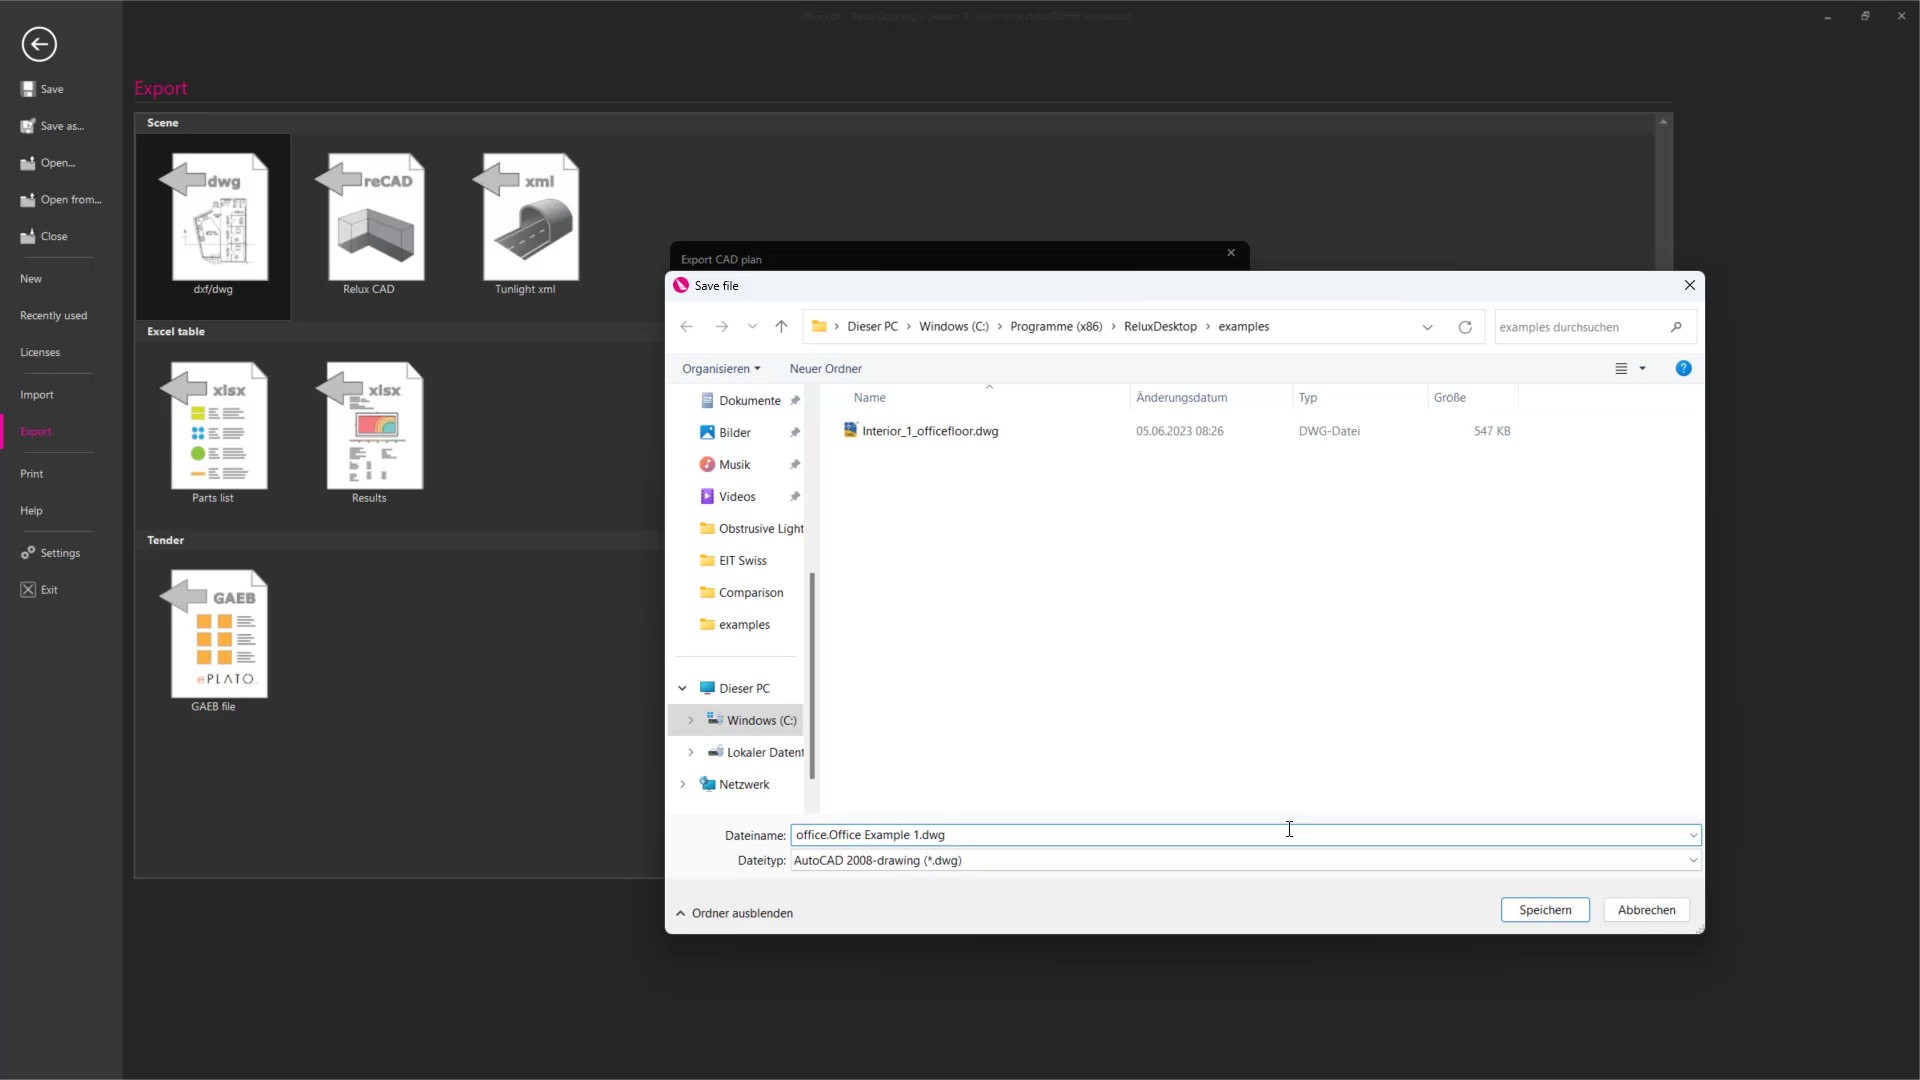 Save
Save as...
Open...
Open from...
Close
New
Recently used
Licenses
Import
Export
Print
Help
Settings
Exit
Export
Scene
dwg
reCAD
xml
dxf/dwg
Relux CAD
Tunlight xml
Excel table
xlsx
xlsx
Parts list
Results
Tender
GAEB
ePLATO.
GAEB file
Export CAD plan
Save file
Dieser PC
Windows (C:)
Programme (x86)
ReluxDesktop
examples
examples durchsuchen
Organisieren
Neuer Ordner
Name
Änderungsdatum
Typ
Größe
Interior_1_officefloor.dwg
05.06.2023 08:26
DWG-Datei
547 KB
Dokumente
Bilder
Musik
Videos
Obstrusive Light
EIT Swiss
Comparison
examples
Dieser PC
Windows (C:)
Lokaler Datent
Netzwerk
Dateiname: office.Office Example 1.dwg
Dateityp: AutoCAD 2008-drawing (*.dwg)
Ordner ausblenden
Speichern
Abbrechen